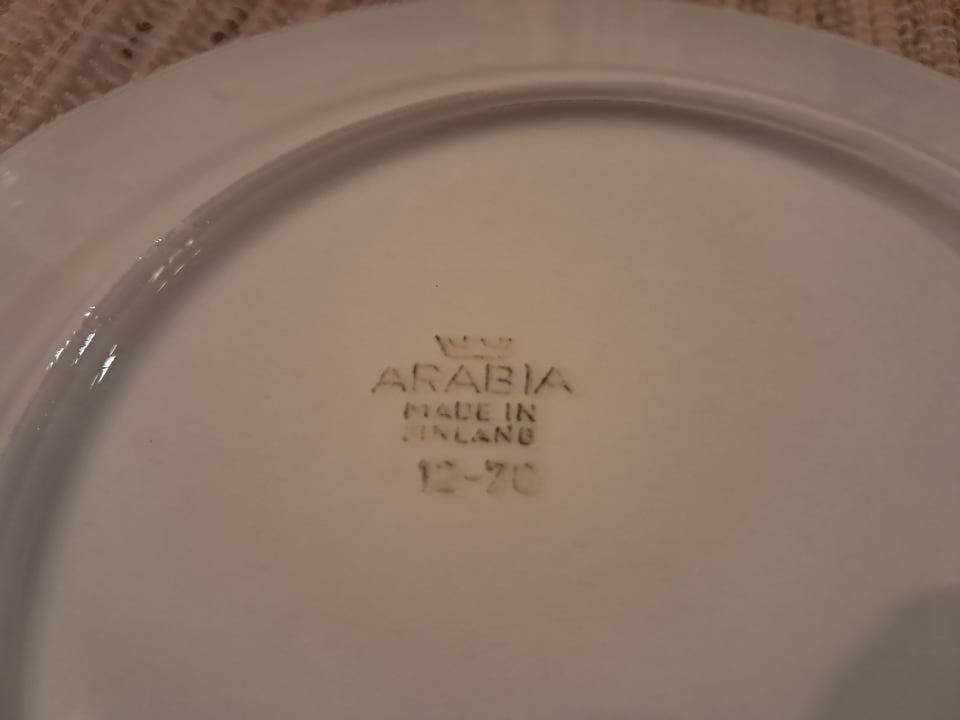 ARABIA
MADE IN
FINLAND
12-70